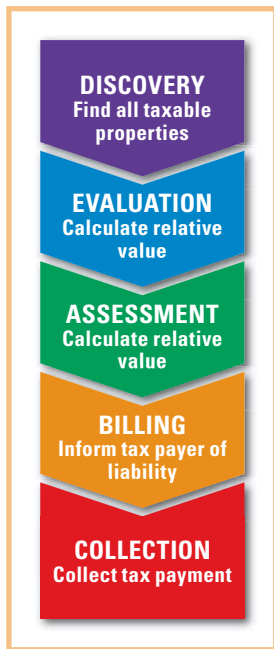 DISCOVERY
Find all taxable
properties
EVALUATION
Calculate relative
value
ASSESSMENT
Calculate relative
value
BILLING
Inform tax payer of
liability
COLLECTION
Collect tax payment